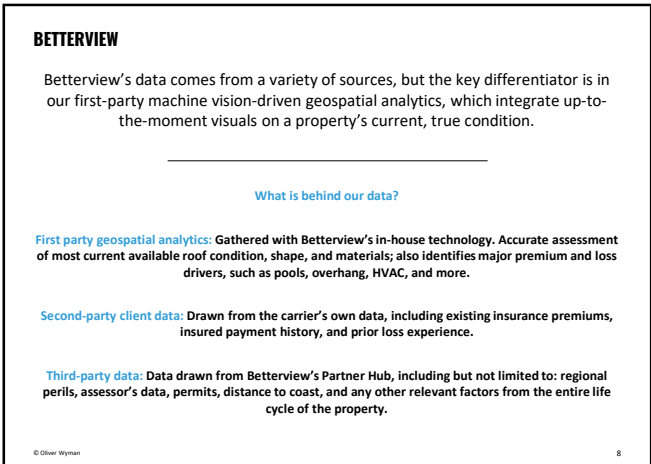 BETTERVIEW
Betterview's data comes from a variety of sources, but the key differentiator is in
our first-party machine vision-driven geospatial analytics, which integrate up-to-
the-moment visuals on a property's current, true condition.
What is behind our data?
First party geospatial analytics: Gathered with Betterview's in-house technology. Accurate assessment
of most current available roof condition, shape, and materials; also identifies major premium and loss
drivers, such as pools, overhang, HVAC, and more.
Second-party client data: Drawn from the carrier's own data, including existing insurance premiums,
insured payment history, and prior loss experience.
Third-party data: Data drawn from Betterview's Partner Hub, including but not limited to: regional
perils, assessor's data, permits, distance to coast, and any other relevant factors from the entire life
cycle of the property.
© Oliver Wyman
8